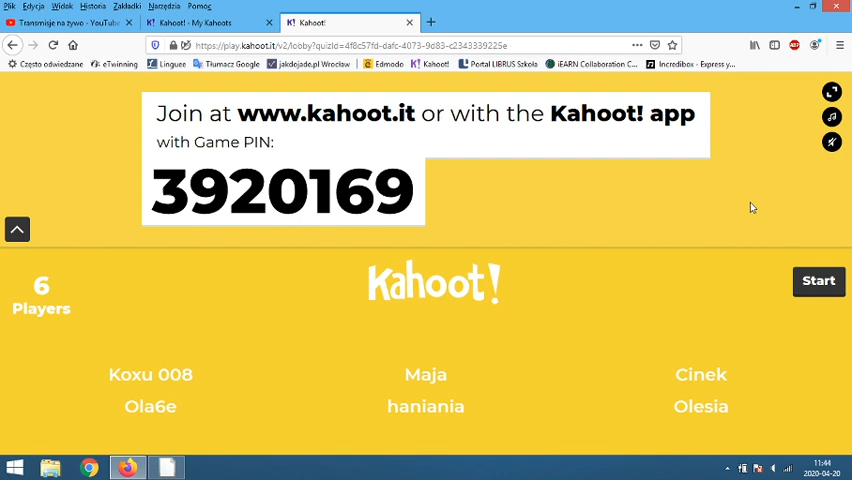 Plik Edycja Widok Historia Zakładki Narzędzia Pomoc
Transmisje na żywo - YouTube
Kahoot! - My Kahoots
Kahoot!
https://play.kahoot.it/v2/lobby?quizId=4f8c57fd-dafc-4073-9d83-c2343339225e
Często odwiedzane eTwinning Linguee Tłumacz Google jakdojade.pl Wrocław Edmodo Kahoot! Portal LIBRUS Szkoła iEARN Collaboration C... Incredibox - Express y...
Join at www.kahoot.it or with the Kahoot! app
with Game PIN:
3920169
6
Players
Kahoot!
Start
Koxu 008 Maja Cinek
Ola6e haniania Olesia
11:44
2020-04-20